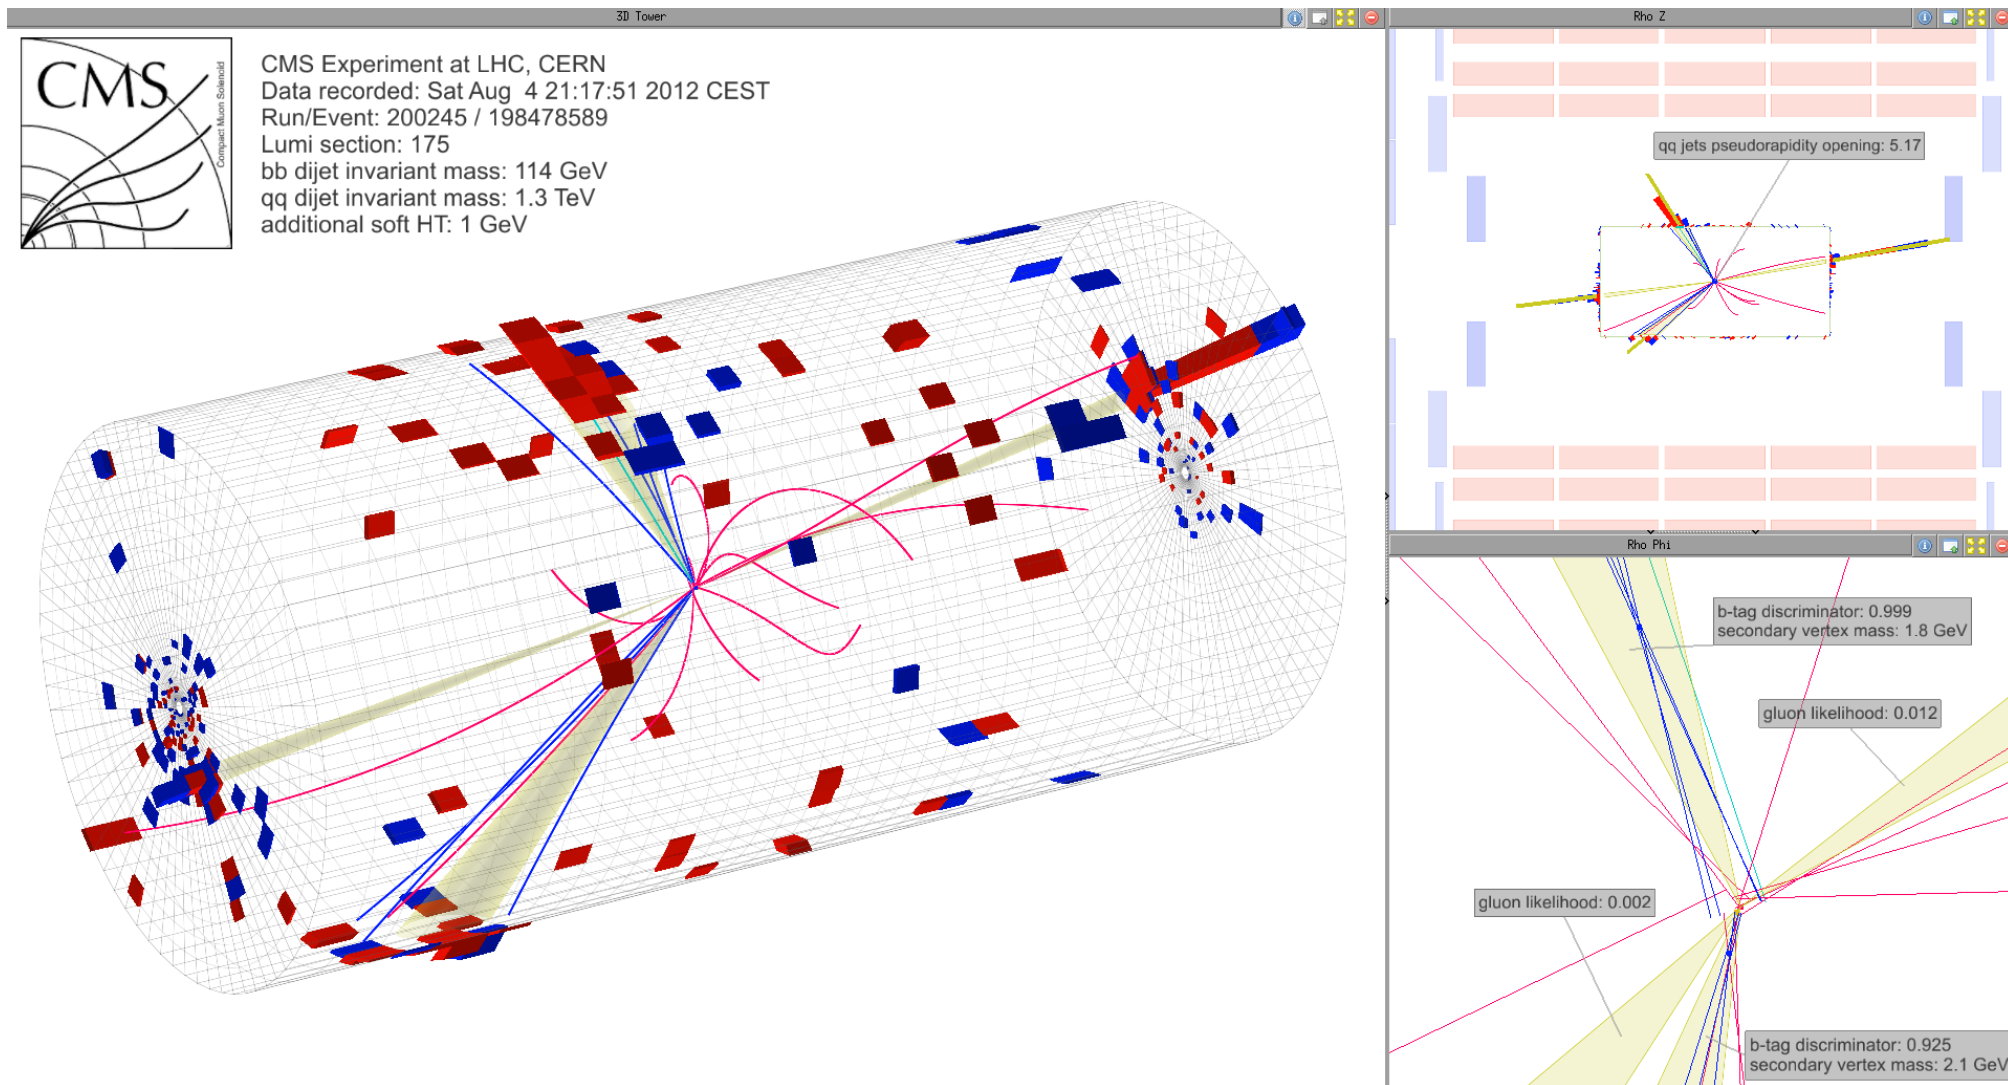 3D Tower
CMS
Compact Muon Solenoid
CMS Experiment at LHC, CERN
Data recorded: Sat Aug  4 21:17:51 2012 CEST
Run/Event: 200245 / 198478589
Lumi section: 175
bb dijet invariant mass: 114 GeV
qq dijet invariant mass: 1.3 TeV
additional soft HT: 1 GeV
Rho Z
qq jets pseudorapidity opening: 5.17
Rho Phi
b-tag discriminator: 0.999
secondary vertex mass: 1.8 GeV
gluon likelihood: 0.012
gluon likelihood: 0.002
b-tag discriminator: 0.925
secondary vertex mass: 2.1 GeV